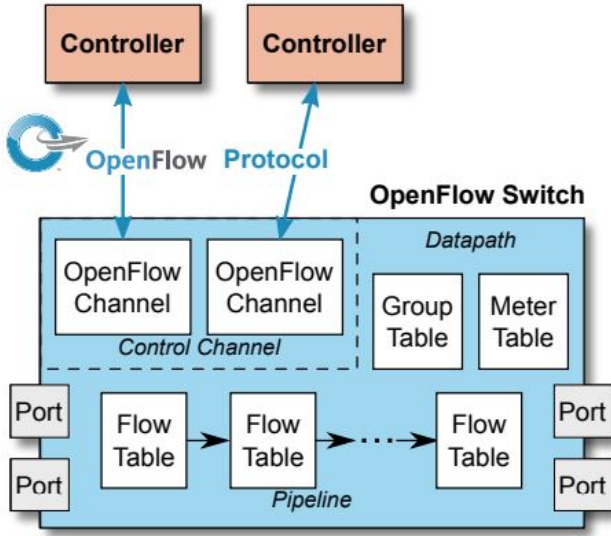 Controller
Controller
OpenFlow
Protocol
OpenFlow Switch
Datapath
OpenFlow
Channel
OpenFlow
Channel
Control Channel
Group
Table
Meter
Table
Port
Port
Flow
Table
Flow
Table
...
Flow
Table
Port
Port
Pipeline